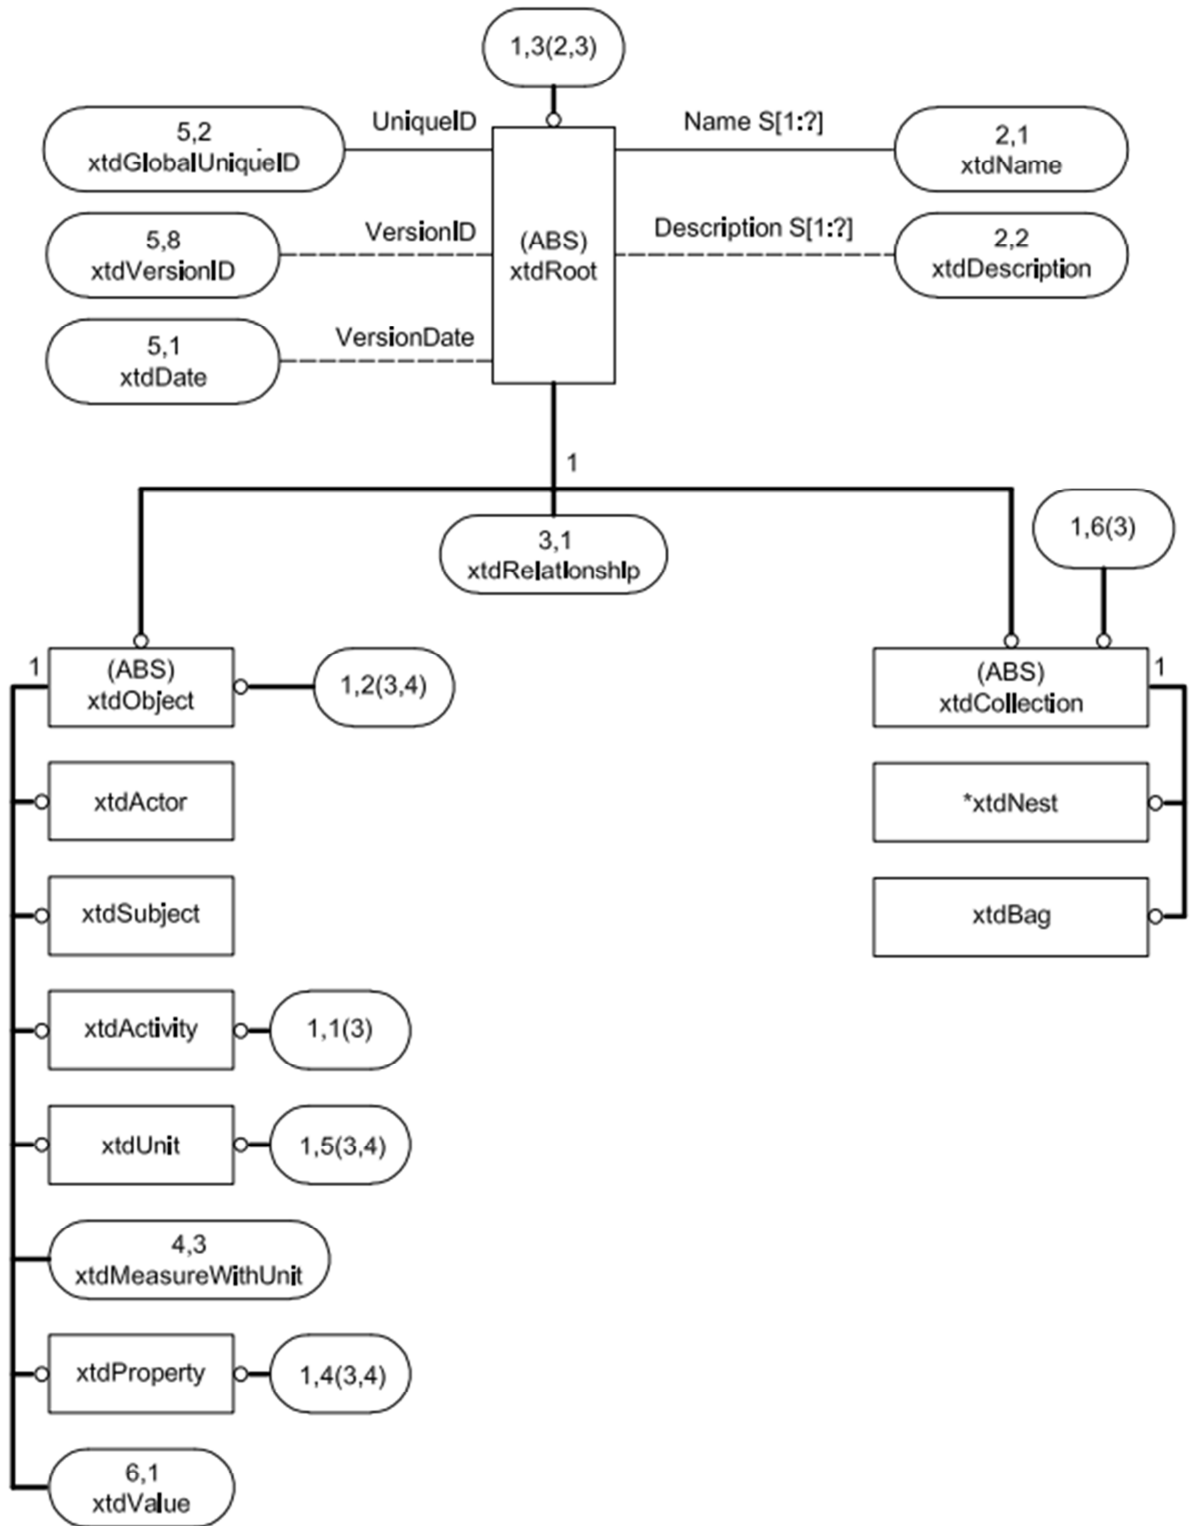 1,3(2,3)
UniqueID
Name S[1:?]
5,2
xtdGlobalUniqueID
2,1
xtdName
VersionID
Description S[1:?]
5,8
xtdVersionID
(ABS)
xtdRoot
2,2
xtdDescription
VersionDate
5,1
xtdDate
1
3,1
xtdRelationship
1,6(3)
1
(ABS)
xtdObject
1,2(3,4)
(ABS)
xtdCollection
1
xtdActor
*xtdNest
xtdSubject
xtdBag
xtdActivity
1,1(3)
xtdUnit
1,5(3,4)
4,3
xtdMeasureWithUnit
xtdProperty
1,4(3,4)
6,1
xtdValue